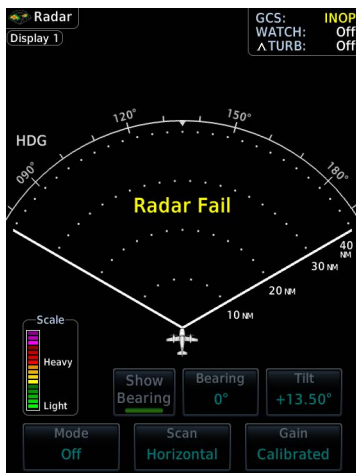 Radar
GCS: INOP
Display 1
WATCH: Off
ΛTURB: Off
120°
150°
HDG
090°
180°
Radar Fail
40
NM
30 NM
20 NM
10 NM
Scale
Heavy
Light
Show
Bearing
Bearing
0°
Tilt
+13.50°
Mode
Off
Scan
Horizontal
Gain
Calibrated